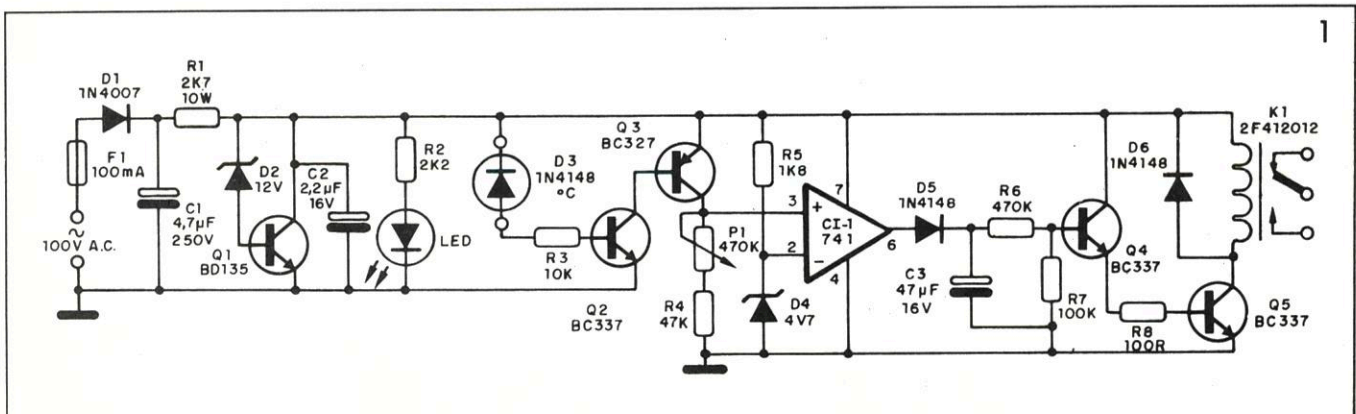 1
D1
1N4007
R1
2K7
10W
F1
100mA
C1
4,7µF
250V
100V A.C.
D2
12V
Q1
BD135
C2
2,2µF
16V
R2
2K2
LED
D3
1N4148
°C
R3
10K
Q2
BC337
Q3
BC327
P1
470K
R4
47K
R5
1K8
D4
4V7
3
+
2
−
7
CI-1
741
6
4
D5
1N4148
C3
47µF
16V
R6
470K
R7
100K
Q4
BC337
R8
100R
D6
1N4148
K1
2F412012
Q5
BC337